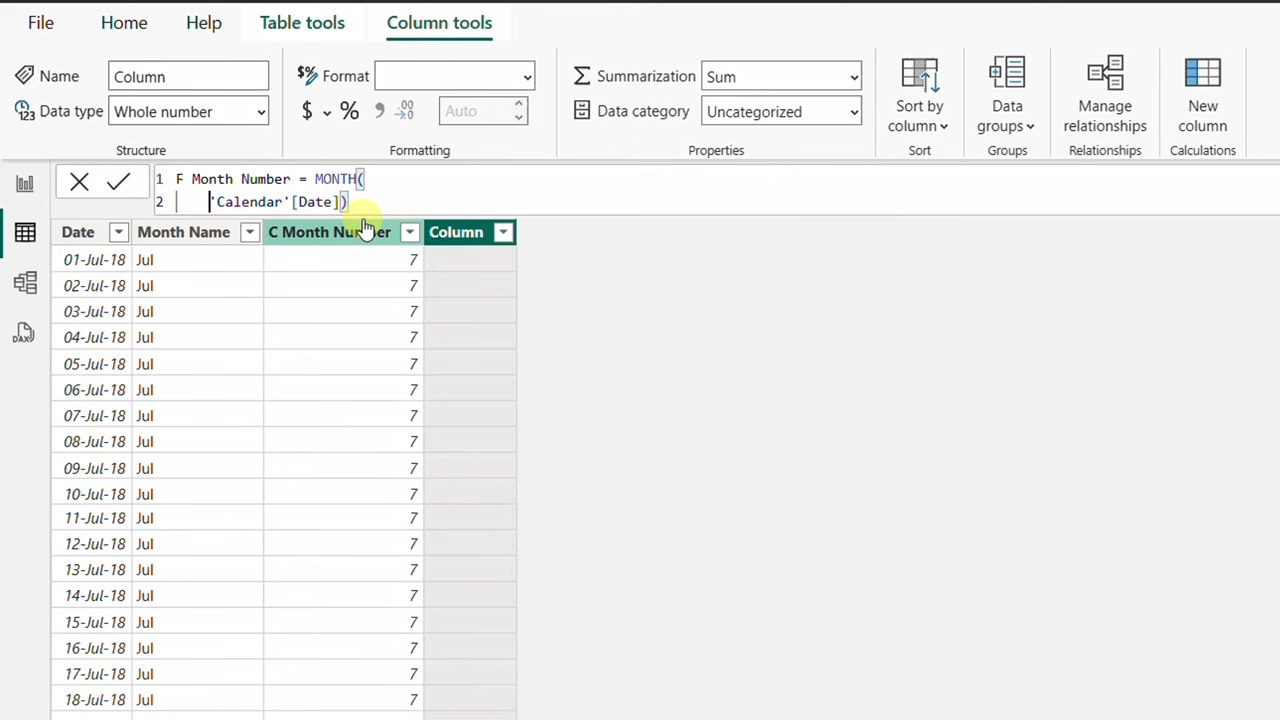 File Home Help Table tools Column tools
Name Column $% Format Summarization Sum Sort by column Data groups Manage relationships New column
123 Data type Whole number $ % , .00 Auto Data category Uncategorized
Structure Formatting Properties Sort Groups Relationships Calculations
1 F Month Number = MONTH(
2 'Calendar'[Date])
DAX
Date Month Name C Month Number Column
01-Jul-18 Jul 7
02-Jul-18 Jul 7
03-Jul-18 Jul 7
04-Jul-18 Jul 7
05-Jul-18 Jul 7
06-Jul-18 Jul 7
07-Jul-18 Jul 7
08-Jul-18 Jul 7
09-Jul-18 Jul 7
10-Jul-18 Jul 7
11-Jul-18 Jul 7
12-Jul-18 Jul 7
13-Jul-18 Jul 7
14-Jul-18 Jul 7
15-Jul-18 Jul 7
16-Jul-18 Jul 7
17-Jul-18 Jul 7
18-Jul-18 Jul 7